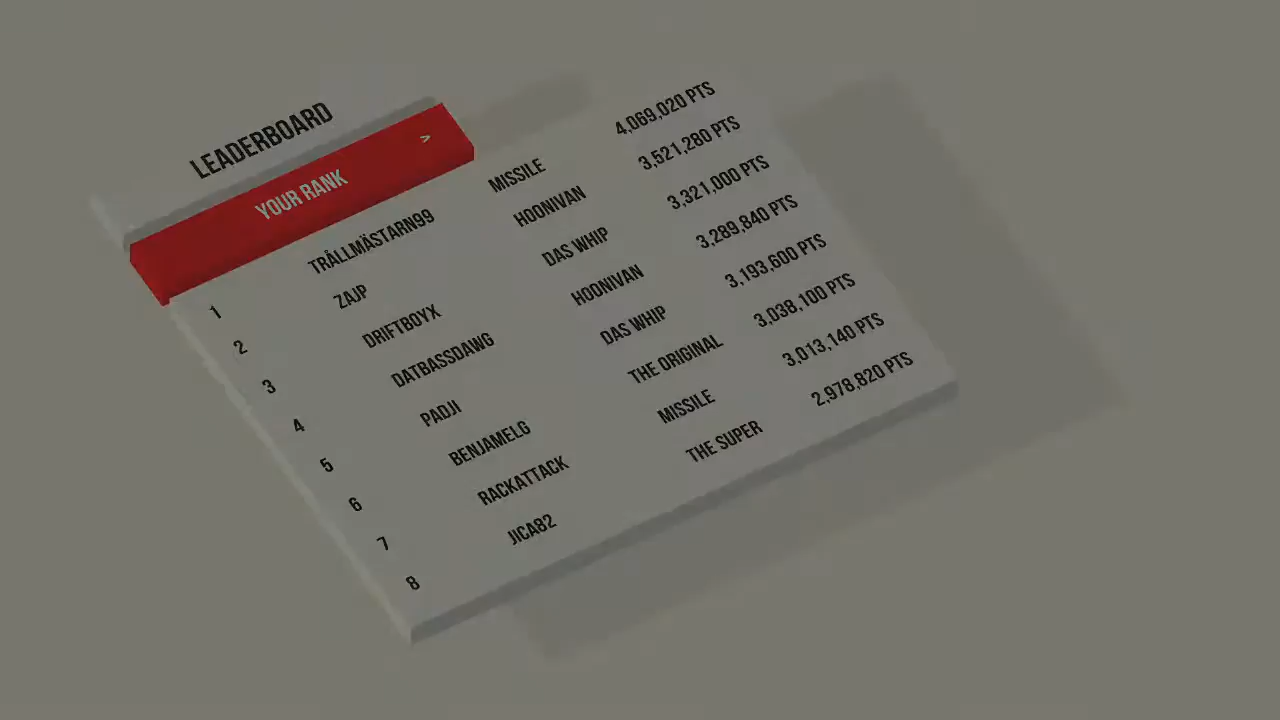 LEADERBOARD
YOUR RANK >
1 TRÅLLMÄSTARN99 MISSILE 4,069,020 PTS
2 ZAJP HOONIVAN 3,521,280 PTS
3 DRIFTBOYX DAS WHIP 3,321,000 PTS
4 DATBASSDAWG HOONIVAN 3,289,840 PTS
5 PADJI DAS WHIP 3,193,600 PTS
6 BENJAMELG THE ORIGINAL 3,038,100 PTS
7 RACKATTACK MISSILE 3,013,140 PTS
8 JICA82 THE SUPER 2,978,820 PTS